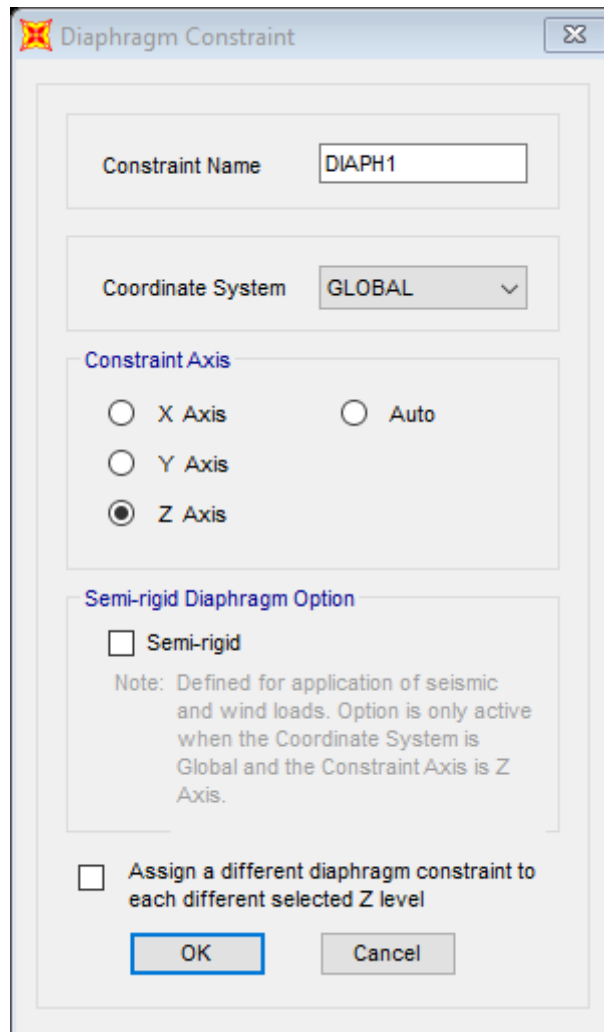 Diaphragm Constraint
Constraint Name DIAPH1
Coordinate System GLOBAL
Constraint Axis
X Axis Auto
Y Axis
Z Axis
Semi-rigid Diaphragm Option
Semi-rigid
Note: Defined for application of seismic
and wind loads. Option is only active
when the Coordinate System is
Global and the Constraint Axis is Z
Axis.
Assign a different diaphragm constraint to
each different selected Z level
OK Cancel